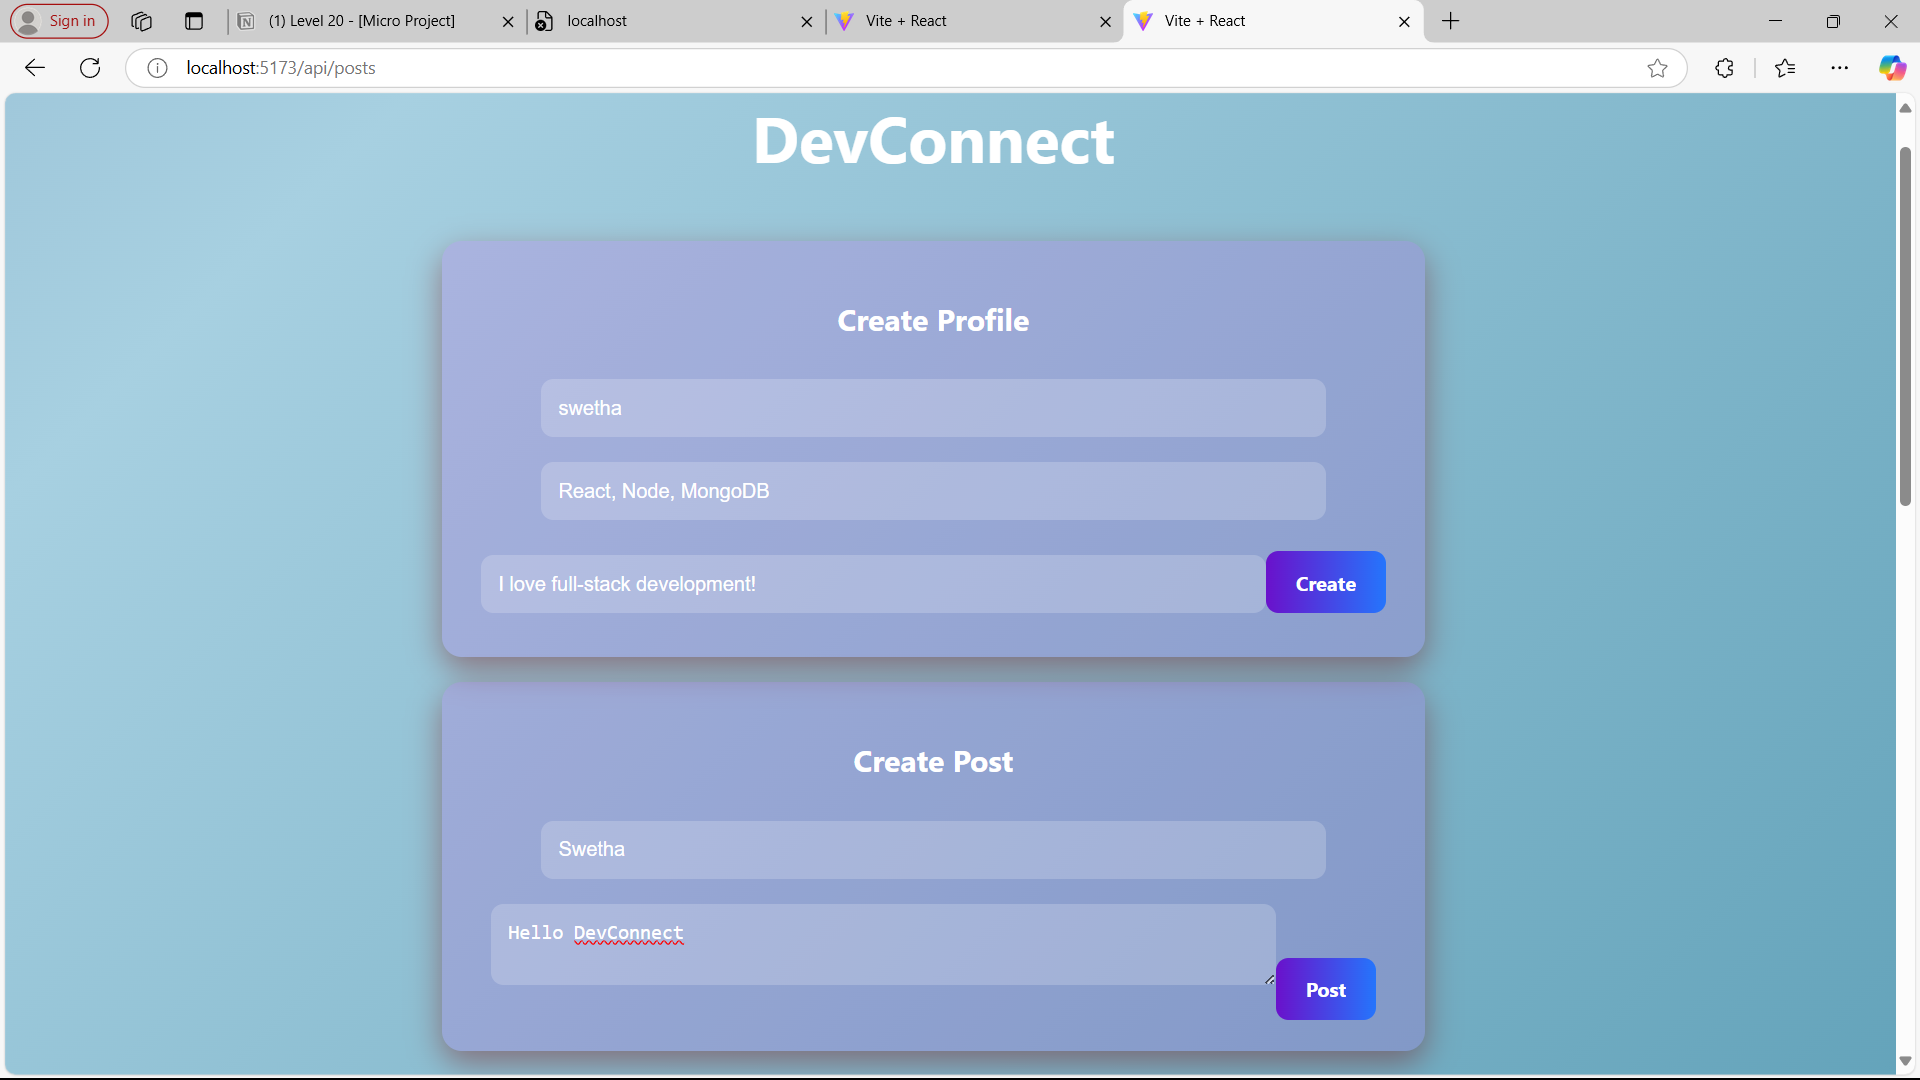 Sign in
(1) Level 20 - [Micro Project]
localhost
Vite + React
Vite + React
localhost:5173/api/posts
DevConnect
Create Profile
swetha
React, Node, MongoDB
I love full-stack development!
Create
Create Post
Swetha
Hello DevConnect
Post